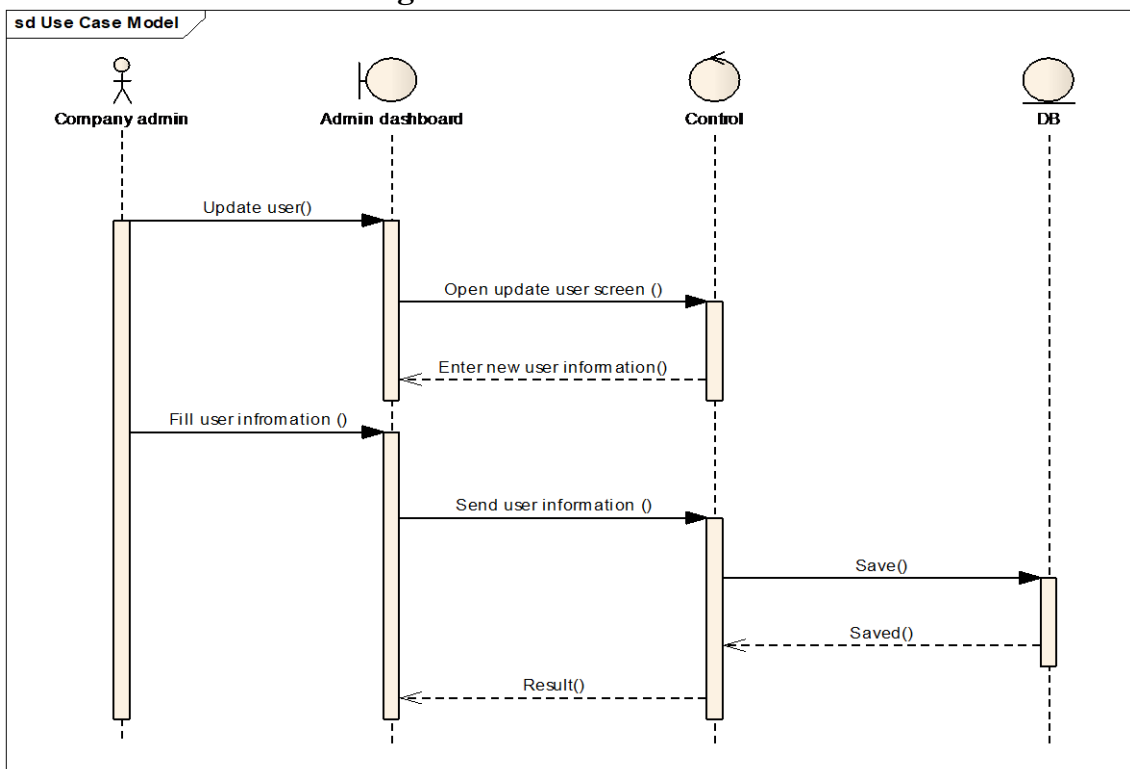 sd Use Case Model
Company admin
Admin dashboard
Control
DB
Update user()
Open update user screen ()
Enter new user information()
Fill user infromation ()
Send user information ()
Save()
Saved()
Result()